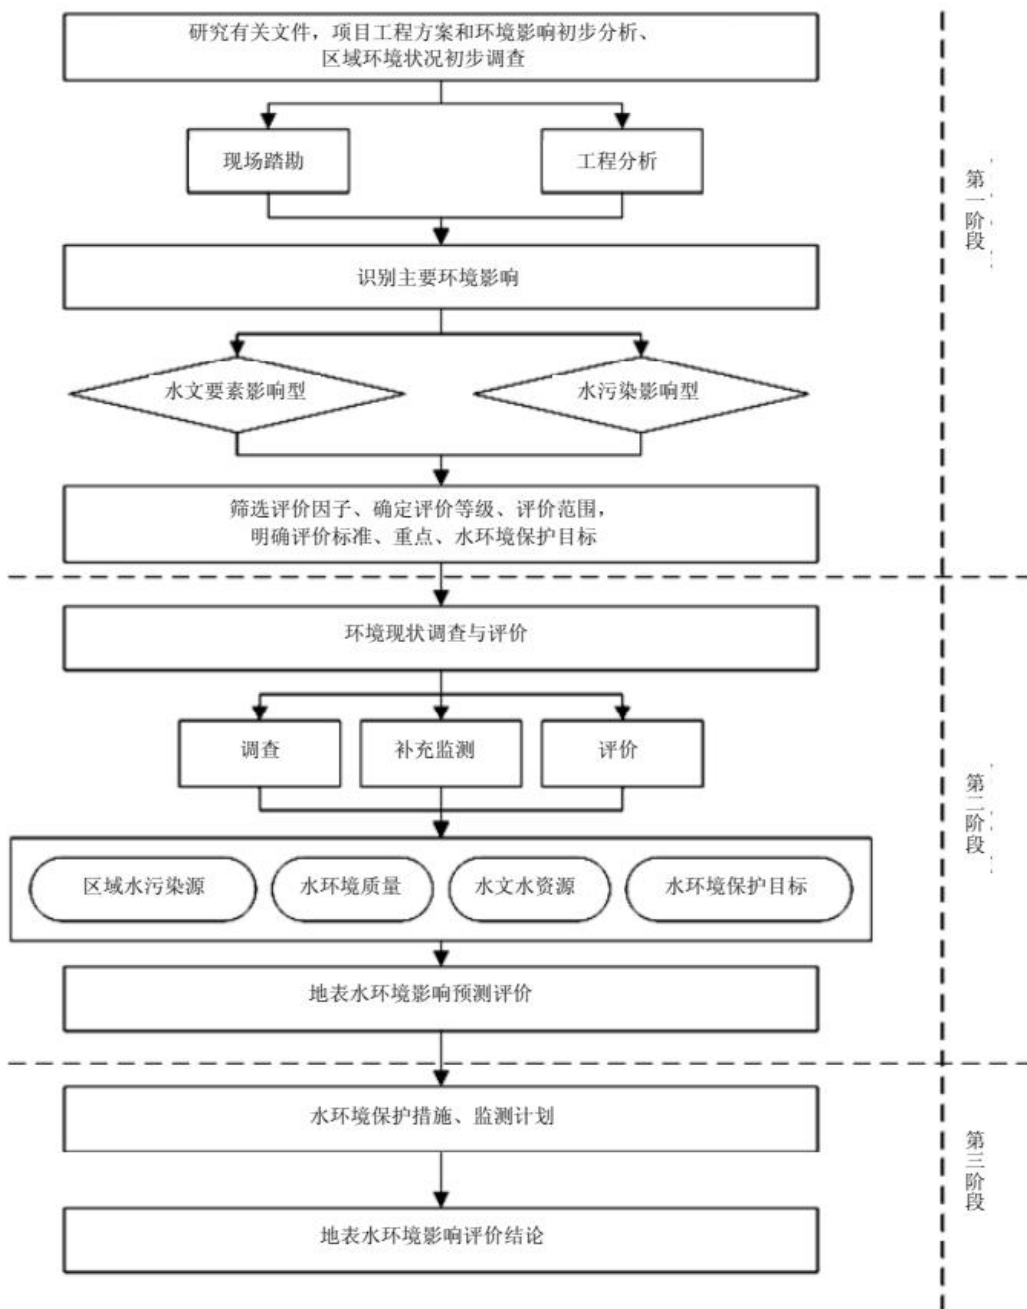 研究有关文件，项目工程方案和环境影响初步分析、
区域环境状况初步调查
现场踏勘
工程分析
第一阶段
识别主要环境影响
水文要素影响型
水污染影响型
筛选评价因子、确定评价等级、评价范围，
明确评价标准、重点、水环境保护目标
环境现状调查与评价
调查
补充监测
评价
第二阶段
区域水污染源
水环境质量
水文水资源
水环境保护目标
地表水环境影响预测评价
水环境保护措施、监测计划
第三阶段
地表水环境影响评价结论